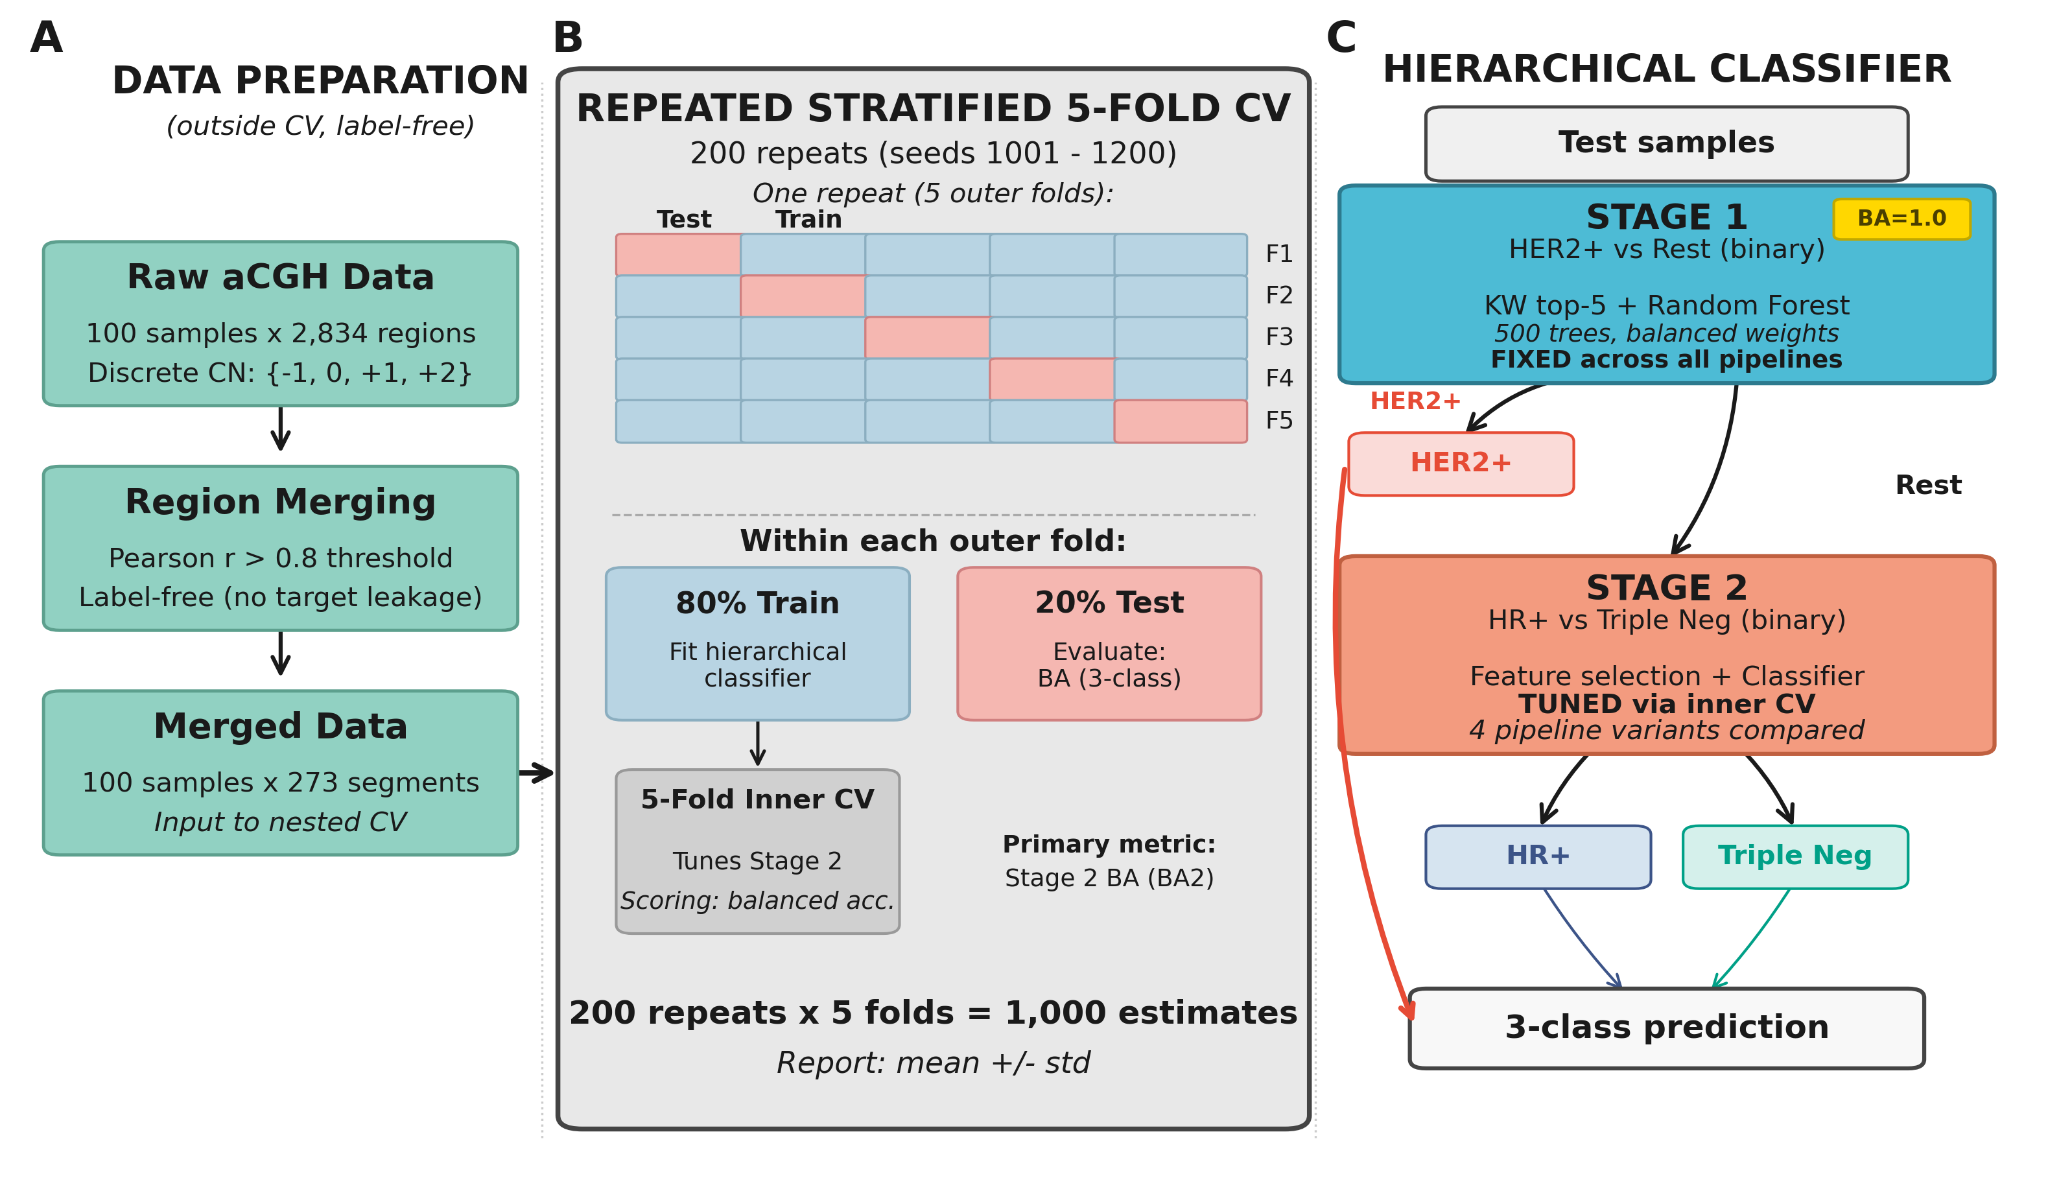 A
DATA PREPARATION
(outside CV, label-free)
Raw aCGH Data
100 samples x 2,834 regions
Discrete CN: {-1, 0, +1, +2}
Region Merging
Pearson r > 0.8 threshold
Label-free (no target leakage)
Merged Data
100 samples x 273 segments
Input to nested CV
B
REPEATED STRATIFIED 5-FOLD CV
200 repeats (seeds 1001 - 1200)
One repeat (5 outer folds):
Test Train
F1
F2
F3
F4
F5
Within each outer fold:
80% Train
Fit hierarchical
classifier
20% Test
Evaluate:
BA (3-class)
5-Fold Inner CV
Tunes Stage 2
Scoring: balanced acc.
Primary metric:
Stage 2 BA (BA2)
200 repeats x 5 folds = 1,000 estimates
Report: mean +/- std
C
HIERARCHICAL CLASSIFIER
Test samples
STAGE 1
BA=1.0
HER2+ vs Rest (binary)
KW top-5 + Random Forest
500 trees, balanced weights
FIXED across all pipelines
HER2+
HER2+
Rest
STAGE 2
HR+ vs Triple Neg (binary)
Feature selection + Classifier
TUNED via inner CV
4 pipeline variants compared
HR+
Triple Neg
3-class prediction